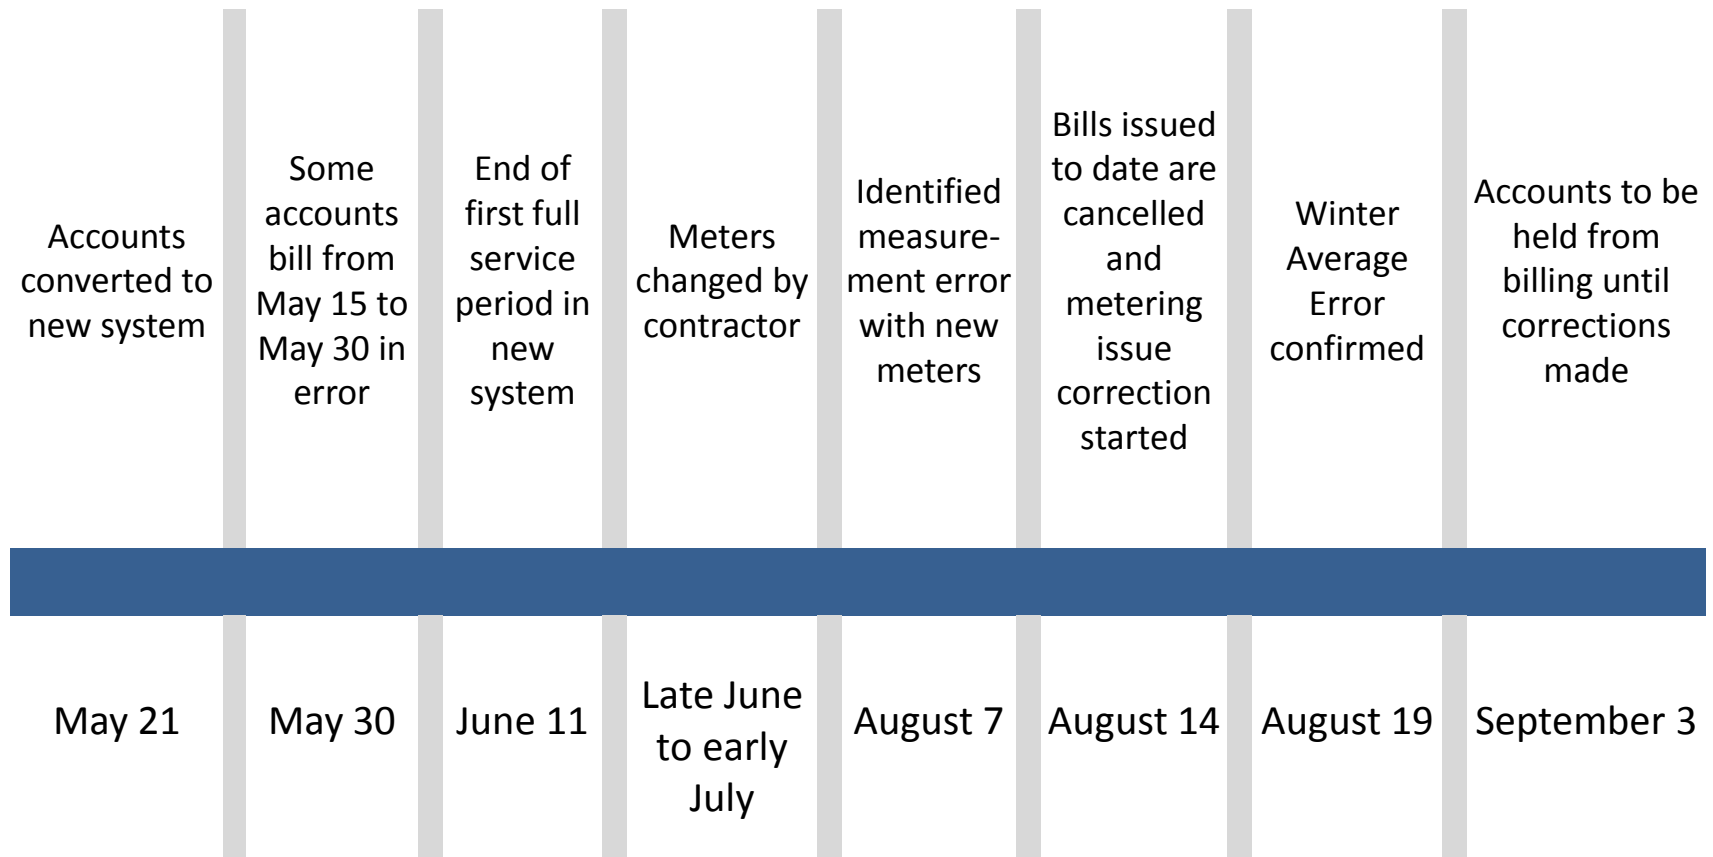 Accounts
converted to
new system
Some
accounts
bill from
May 15 to
May 30 in
error
End of
first full
service
period in
new
system
Meters
changed by
contractor
Identified
measure-
ment error
with new
meters
Bills issued
to date are
cancelled
and
metering
issue
correction
started
Winter
Average
Error
confirmed
Accounts to be
held from
billing until
corrections
made
May 21
May 30
June 11
Late June
to early
July
August 7
August 14
August 19
September 3